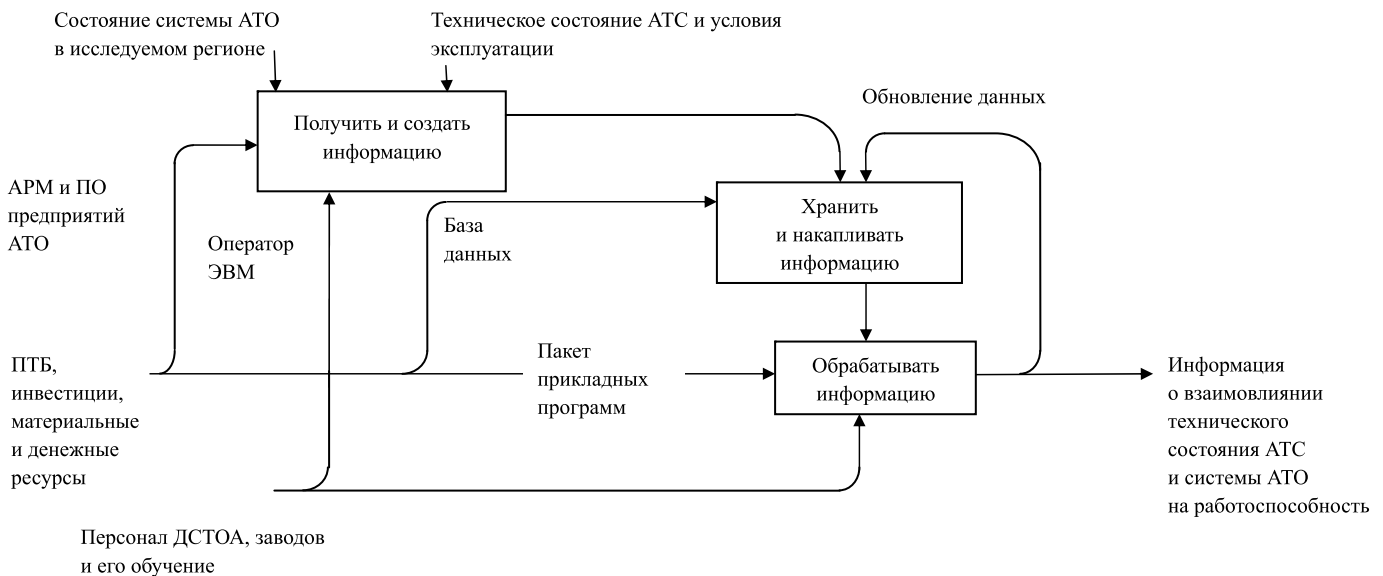 Состояние системы АТО
в исследуемом регионе
Техническое состояние АТС и условия
эксплуатации
Обновление данных
Получить и создать
информацию
АРМ и ПО
предприятий
АТО
Хранить
и накапливать
информацию
База
данных
Оператор
ЭВМ
Пакет
прикладных
программ
ПТБ,
инвестиции,
материальные
и денежные
ресурсы
Обрабатывать
информацию
Информация
о взаимовлиянии
технического
состояния АТС
и системы АТО
на работоспособность
Персонал ДСТОА, заводов
и его обучение